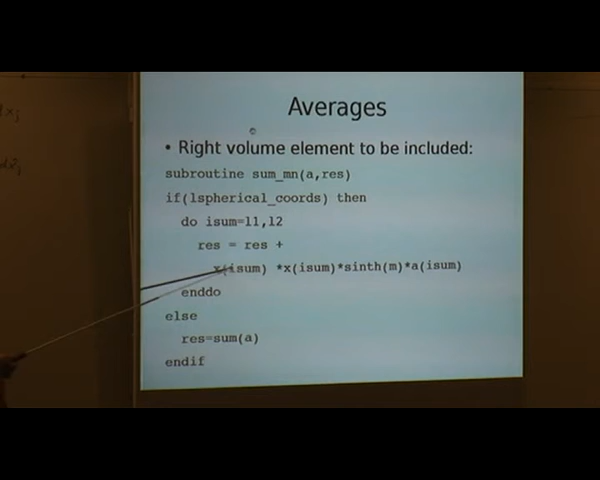 Averages
• Right volume element to be included:
subroutine sum_mn(a,res)
if(lspherical_coords) then
do isum=l1,l2
res = res +
x(isum) *x(isum)*sinth(m)*a(isum)
enddo
else
res=sum(a)
endif